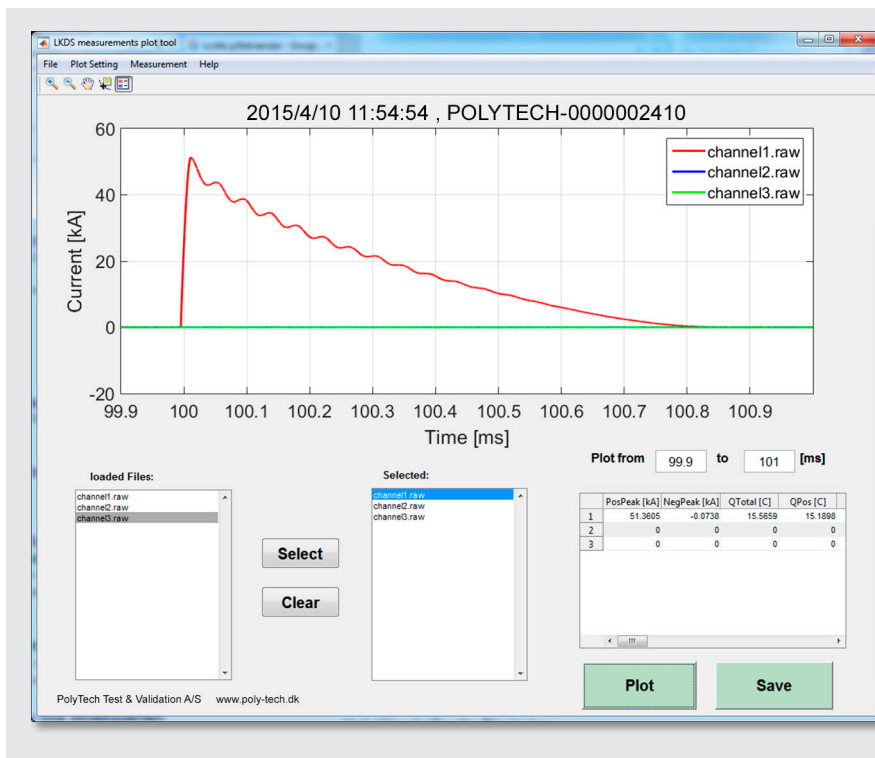 LKDS measurements plot tool
File Plot Setting Measurement Help
2015/4/10 11:54:54 , POLYTECH-0000002410
60
40
20
0
-20
Current [kA]
channel1.raw
channel2.raw
channel3.raw
99.9 100 100.1 100.2 100.3 100.4 100.5 100.6 100.7 100.8 100.9
Time [ms]
Plot from 99.9 to 101 [ms]
loaded Files:
channel1.raw
channel2.raw
channel3.raw
Select
Clear
Selected:
channel1.raw
channel2.raw
channel3.raw
PosPeak [kA] NegPeak [kA] QTotal [C] QPos [C]
1 51.3605 -0.0738 15.5659 15.1898
2 0 0 0 0
3 0 0 0 0
Plot
Save
PolyTech Test & Validation A/S www.poly-tech.dk